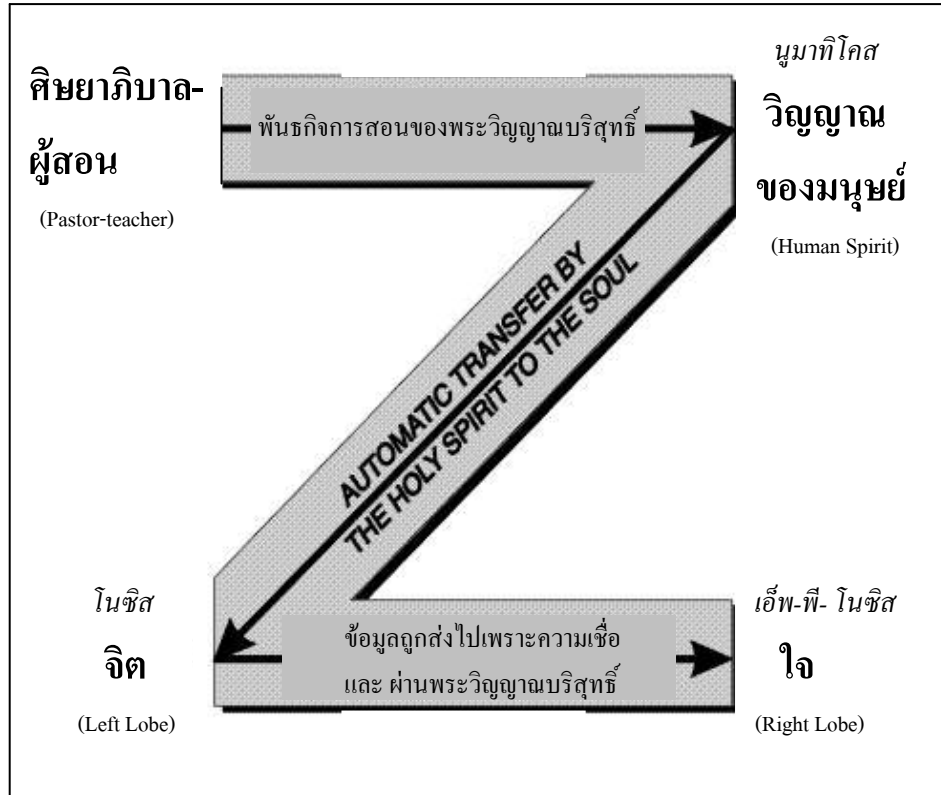 ศิษยาภิบาล-
ผู้สอน
(Pastor-teacher)
พันธกิจการสอนของพระวิญญาณบริสุทธิ์
นูมาทิโคส
วิญญาณ
ของมนุษย์
(Human Spirit)
AUTOMATIC TRANSFER BY
THE HOLY SPIRIT TO THE SOUL
โนซิส
จิต
(Left Lobe)
ข้อมูลถูกส่งไปเพราะความเชื่อ
และ ผ่านพระวิญญาณบริสุทธิ์
เอ็พ-พี- โนซิส
ใจ
(Right Lobe)